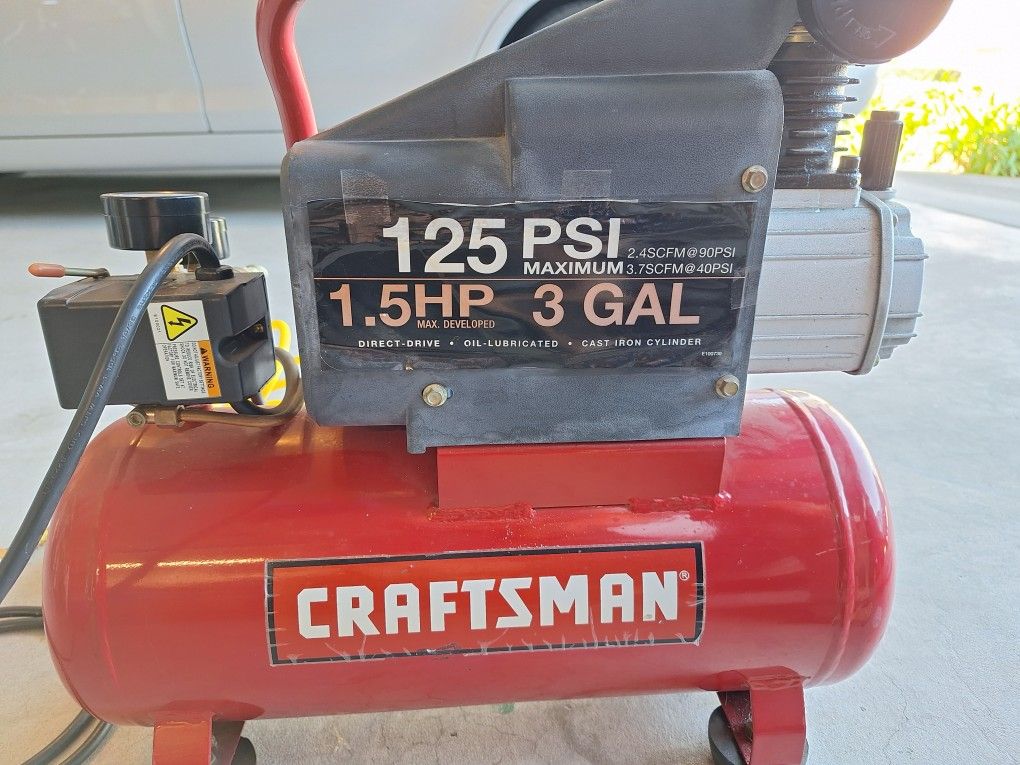 125 PSI
MAXIMUM
2.4SCFM@90PSI
3.7SCFM@40PSI
1.5HP 3 GAL
MAX. DEVELOPED
DIRECT-DRIVE • OIL-LUBRICATED • CAST IRON CYLINDER
E100730
WARNING
CRAFTSMAN®